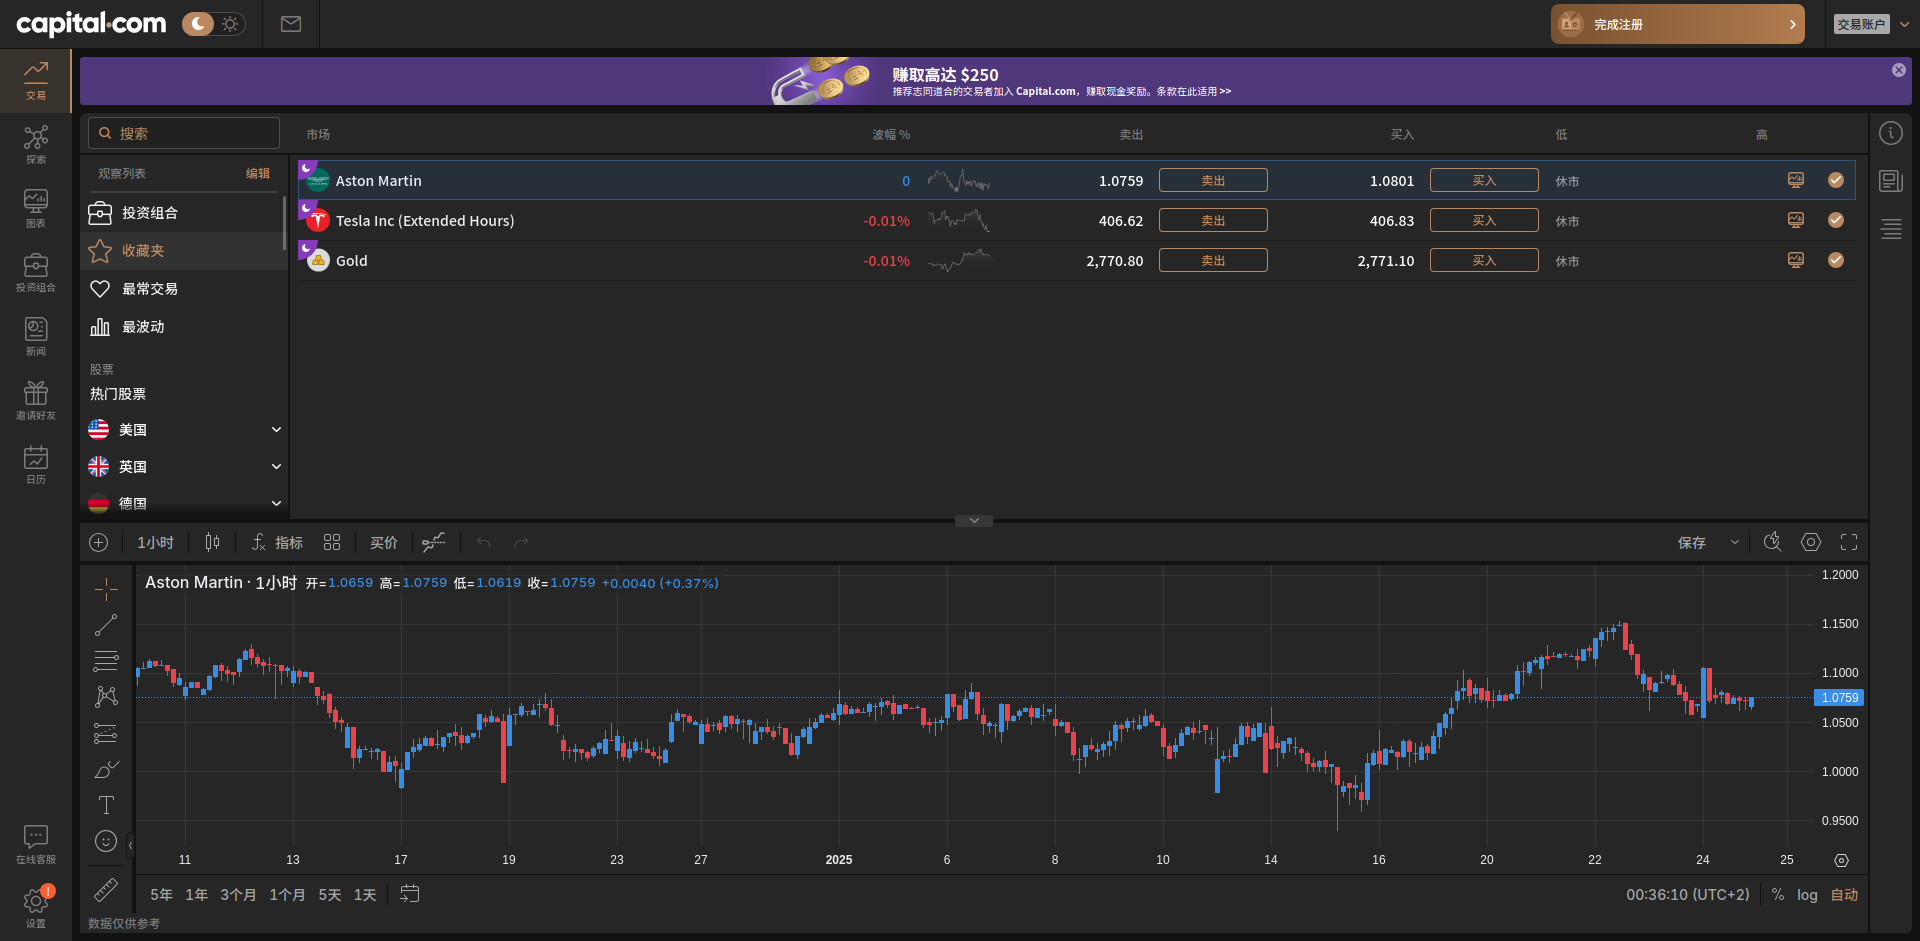 capital.com
完成注册
交易账户
赚取高达 $250
推荐志同道合的交易者加入 Capital.com，赚取现金奖励。条款在此适用 >>
交易
探索
图表
投资组合
新闻
邀请好友
日历
在线客服
设置
搜索
市场 波幅 % 卖出 买入 低 高
观察列表 编辑
投资组合
收藏夹
最常交易
最波动
股票
热门股票
美国
英国
德国
Aston Martin 0 1.0759 卖出 1.0801 买入 休市
Tesla Inc (Extended Hours) -0.01% 406.62 卖出 406.83 买入 休市
Gold -0.01% 2,770.80 卖出 2,771.10 买入 休市
1小时 指标 买价 保存
Aston Martin · 1小时 开=1.0659 高=1.0759 低=1.0619 收=1.0759 +0.0040 (+0.37%)
1.2000
1.1500
1.1000
1.0759
1.0500
1.0000
0.9500
11 13 17 19 23 27 2025 6 8 10 14 16 20 22 24 25
5年 1年 3个月 1个月 5天 1天 00:36:10 (UTC+2) % log 自动
数据仅供参考